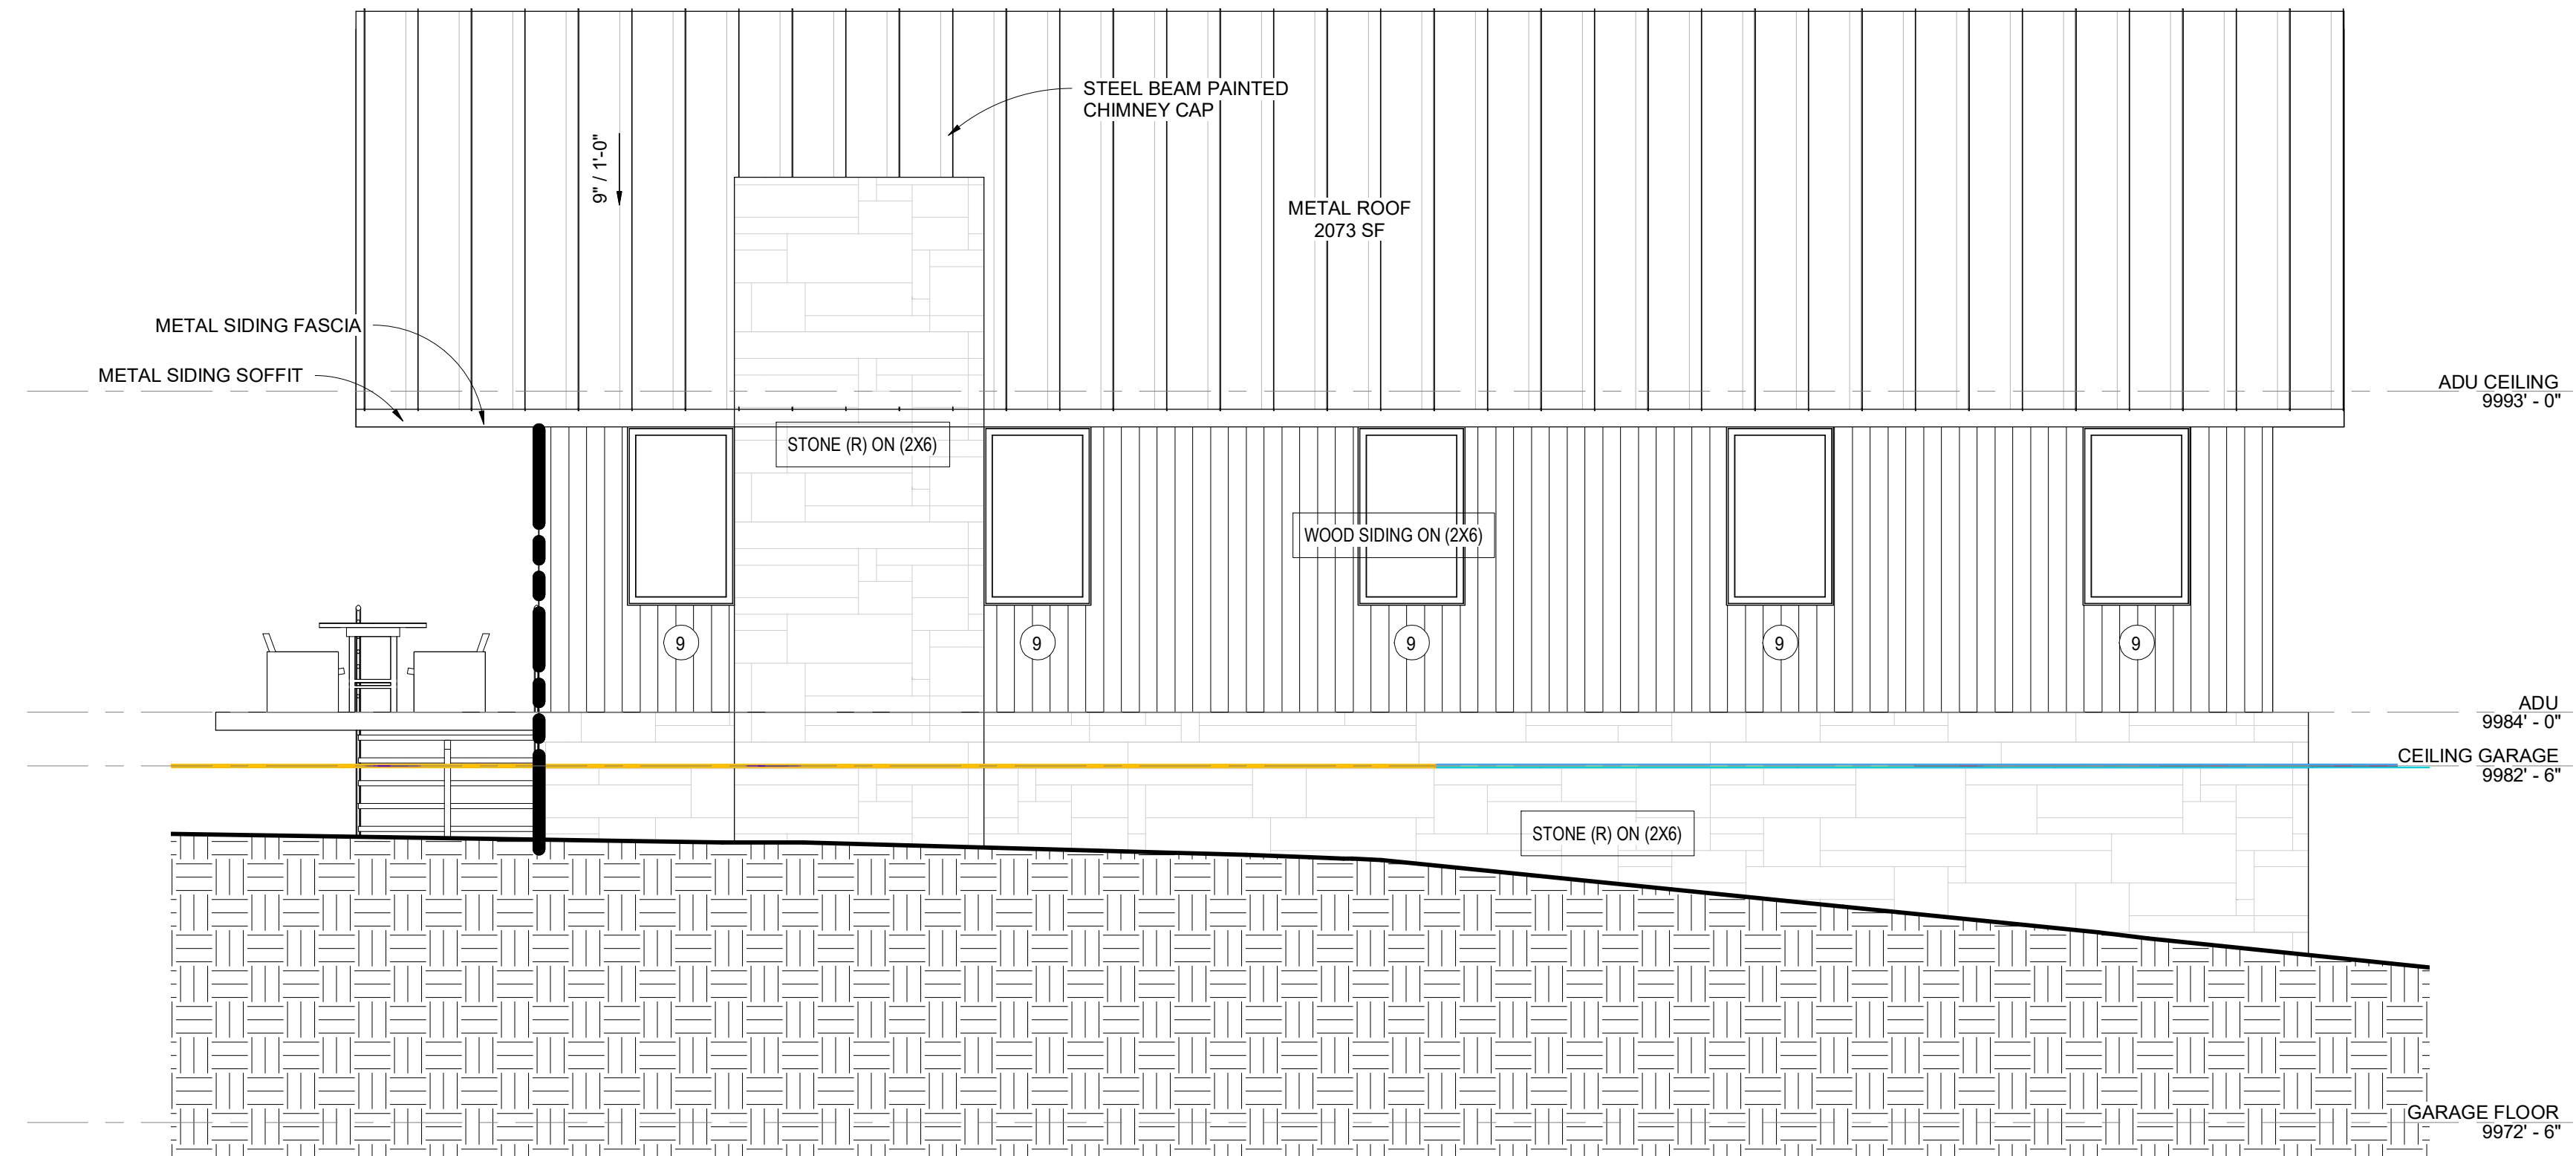 STEEL BEAM PAINTED
CHIMNEY CAP
9" / 1'-0"
METAL ROOF
2073 SF
METAL SIDING FASCIA
METAL SIDING SOFFIT
ADU CEILING
9993' - 0"
STONE (R) ON (2X6)
WOOD SIDING ON (2X6)
9
9
9
9
9
ADU
9984' - 0"
CEILING GARAGE
9982' - 6"
STONE (R) ON (2X6)
GARAGE FLOOR
9972' - 6"